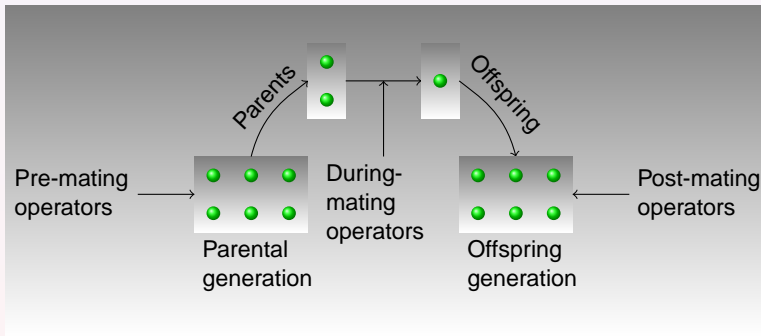 Parents
Offspring
Pre-mating
operators
During-
mating
operators
Post-mating
operators
Parental
generation
Offspring
generation